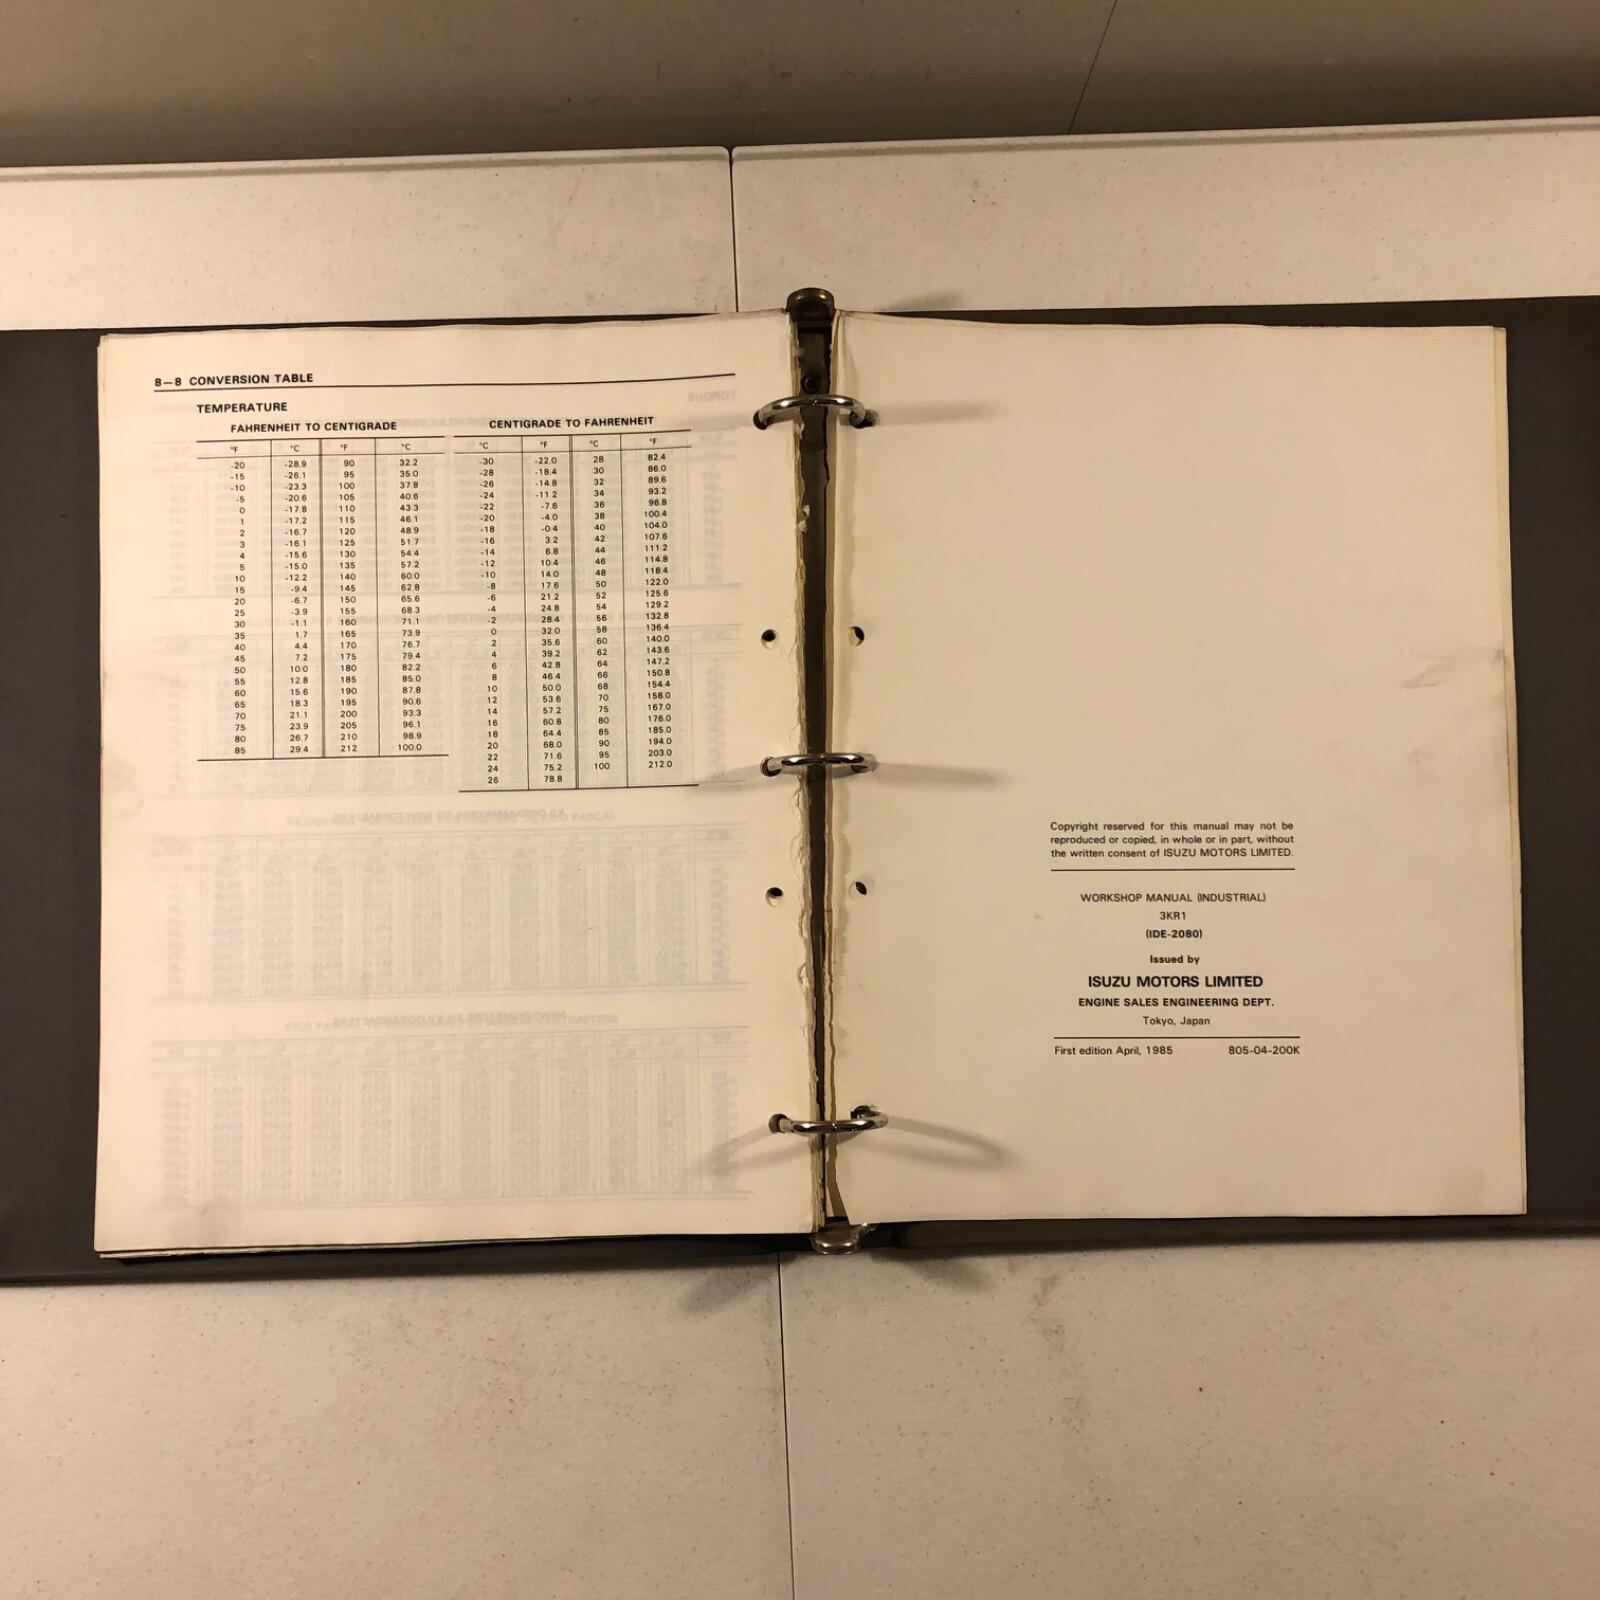 8—8 CONVERSION TABLE
TEMPERATURE
FAHRENHEIT TO CENTIGRADE
°F °C °F °C
-20 -28.9 90 32.2
-15 -26.1 95 35.0
-10 -23.3 100 37.8
-5 -20.6 105 40.6
0 -17.8 110 43.3
1 -17.2 115 46.1
2 -16.7 120 48.9
3 -16.1 125 51.7
4 -15.6 130 54.4
5 -15.0 135 57.2
10 -12.2 140 60.0
15 -9.4 145 62.8
20 -6.7 150 65.6
25 -3.9 155 68.3
30 -1.1 160 71.1
35 1.7 165 73.9
40 4.4 170 76.7
45 7.2 175 79.4
50 10.0 180 82.2
55 12.8 185 85.0
60 15.6 190 87.8
65 18.3 195 90.6
70 21.1 200 93.3
75 23.9 205 96.1
80 26.7 210 98.9
85 29.4 212 100.0
CENTIGRADE TO FAHRENHEIT
°C °F °C °F
-30 -22.0 28 82.4
-28 -18.4 30 86.0
-26 -14.8 32 89.6
-24 -11.2 34 93.2
-22 -7.6 36 96.8
-20 -4.0 38 100.4
-18 -0.4 40 104.0
-16 3.2 42 107.6
-14 6.8 44 111.2
-12 10.4 46 114.8
-10 14.0 48 118.4
-8 17.6 50 122.0
-6 21.2 52 125.6
-4 24.8 54 129.2
-2 28.4 56 132.8
0 32.0 58 136.4
2 35.6 60 140.0
4 39.2 62 143.6
6 42.8 64 147.2
8 46.4 66 150.8
10 50.0 68 154.4
12 53.6 70 158.0
14 57.2 75 167.0
16 60.8 80 176.0
18 64.4 85 185.0
20 68.0 90 194.0
22 71.6 95 203.0
24 75.2 100 212.0
26 78.8
Copyright reserved for this manual may not be
reproduced or copied, in whole or in part, without
the written consent of ISUZU MOTORS LIMITED.
WORKSHOP MANUAL (INDUSTRIAL)
3KR1
(IDE-2080)
Issued by
ISUZU MOTORS LIMITED
ENGINE SALES ENGINEERING DEPT.
Tokyo, Japan
First edition April, 1985 805-04-200K